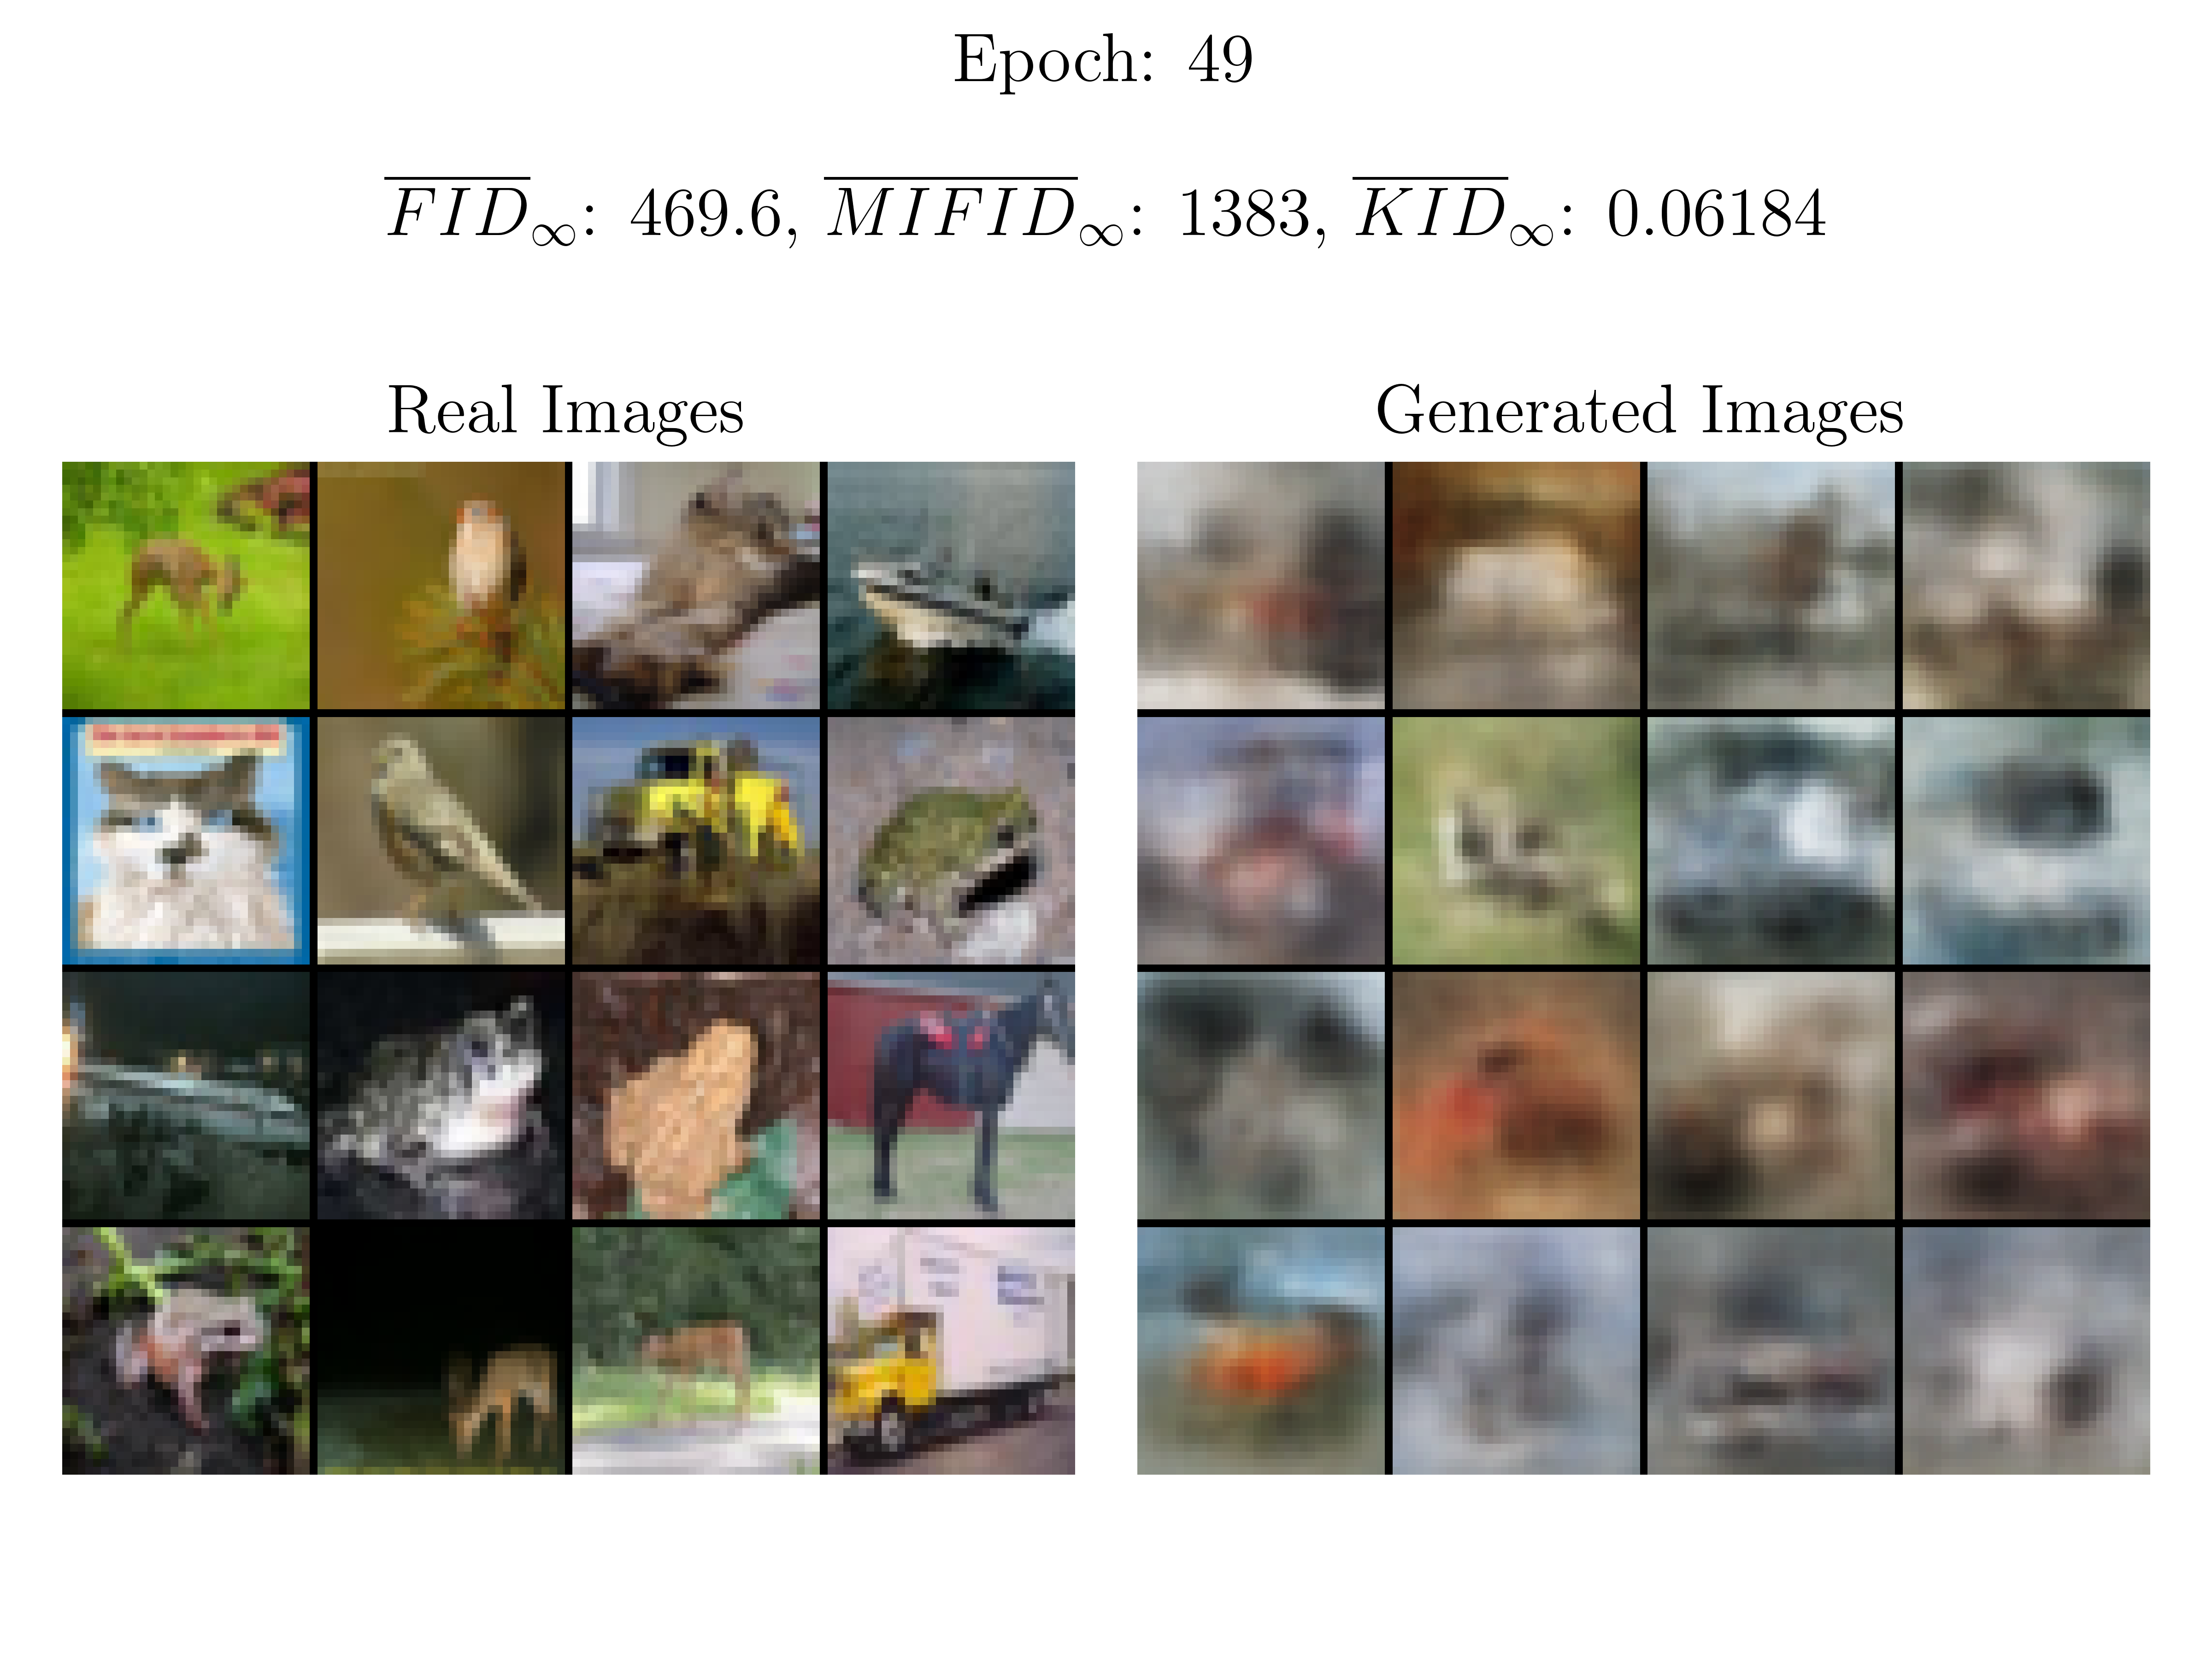 Epoch: 49
FID∞: 469.6, MIFID∞: 1383, KID∞: 0.06184
Real Images
Generated Images